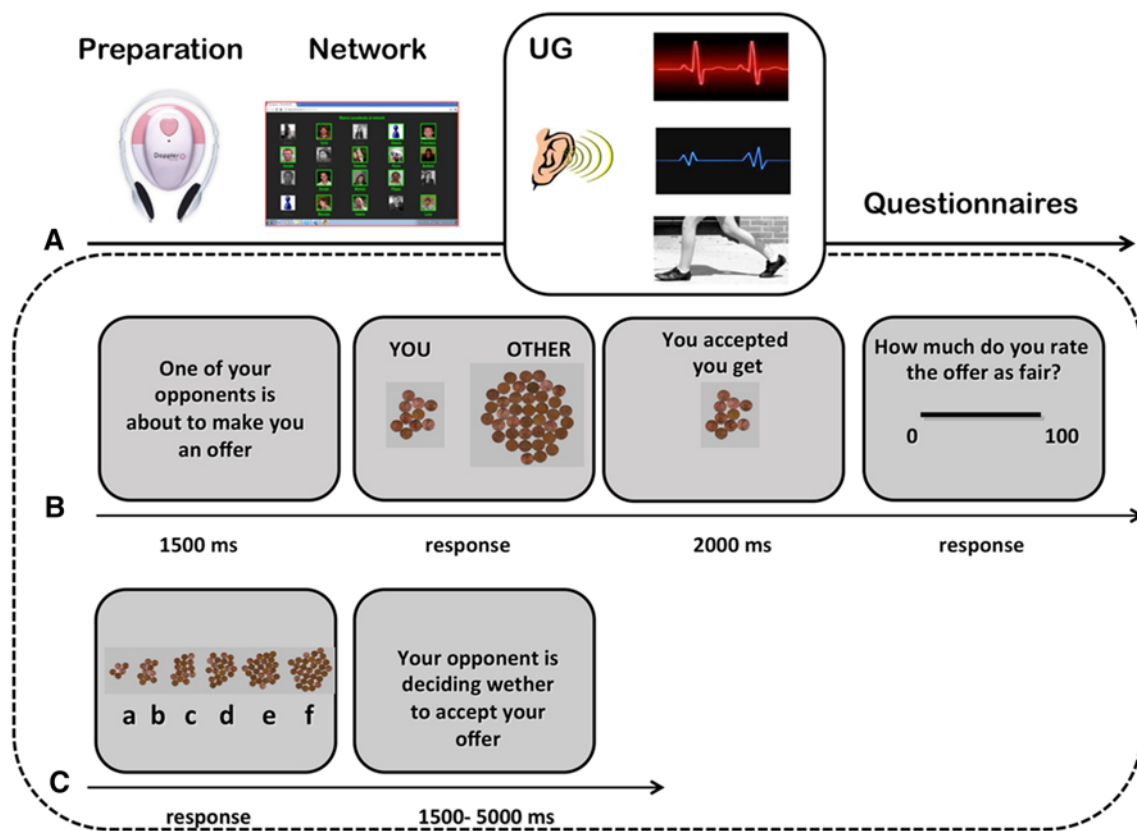 Preparation
Network
UG
Doppler
Questionnaires
A
One of your
opponents is
about to make you
an offer
YOU
OTHER
You accepted
you get
How much do you rate
the offer as fair?
0
100
B
1500 ms
response
2000 ms
response
a b c d e f
Your opponent is
deciding wether
to accept your
offer
C
response
1500- 5000 ms